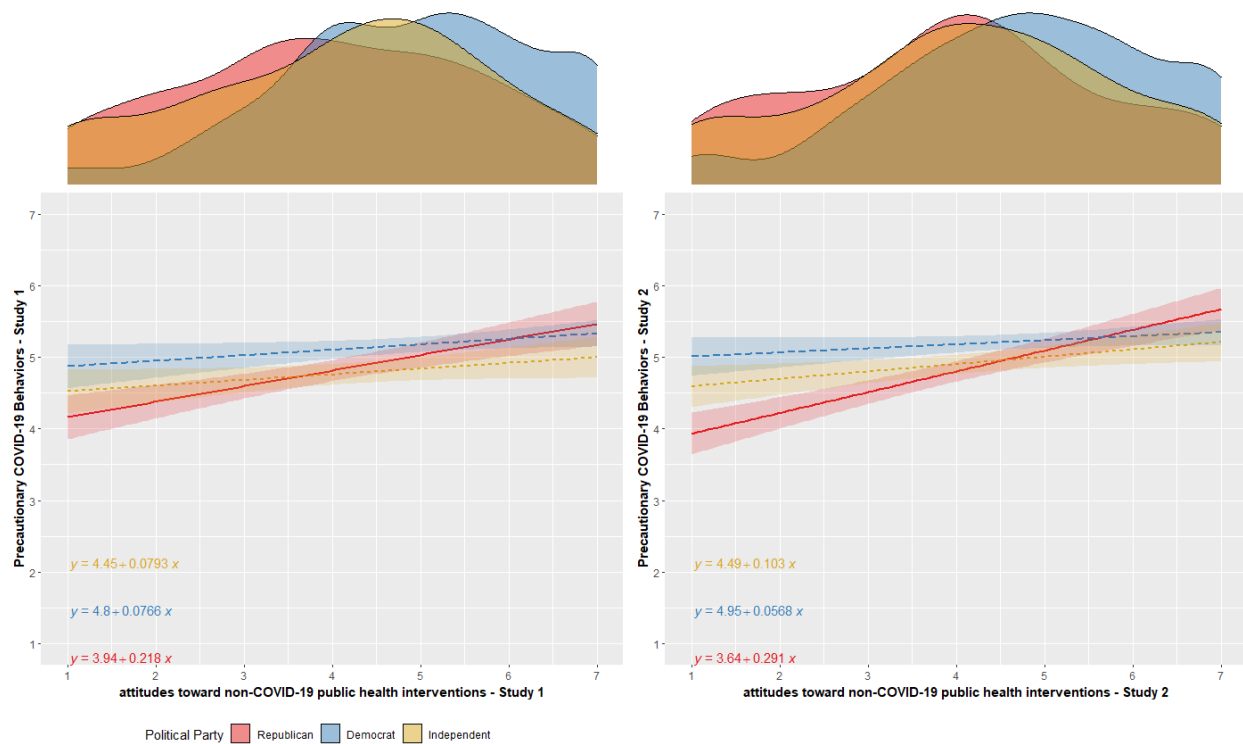 7
6
5
4
3
2
1
Precautionary COVID-19 Behaviors - Study 1
y = 4.45 + 0.0793 x
y = 4.8 + 0.0766 x
y = 3.94 + 0.218 x
1 2 3 4 5 6 7
attitudes toward non-COVID-19 public health interventions - Study 1
7
6
5
4
3
2
1
Precautionary COVID-19 Behaviors - Study 2
y = 4.49 + 0.103 x
y = 4.95 + 0.0568 x
y = 3.64 + 0.291 x
1 2 3 4 5 6 7
attitudes toward non-COVID-19 public health interventions - Study 2
Political Party Republican Democrat Independent